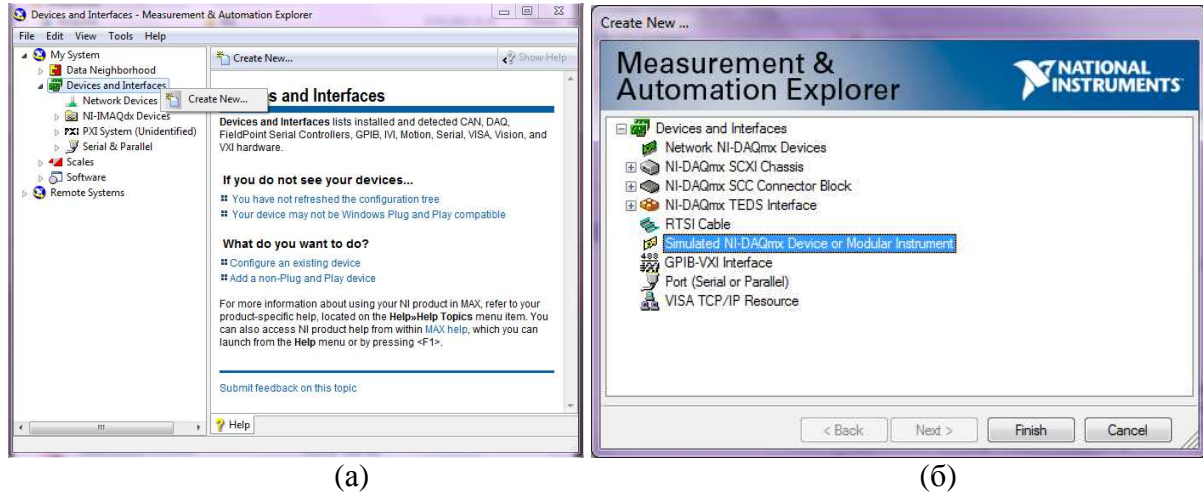 Devices and Interfaces - Measurement & Automation Explorer
File Edit View Tools Help
My System
Data Neighborhood
Devices and Interfaces
Network Devices
NI-IMAQdx Devices
PXI PXI System (Unidentified)
Serial & Parallel
Scales
Software
Remote Systems
Create New...
Create New...
Show Help
s and Interfaces
Devices and Interfaces lists installed and detected CAN, DAQ,
FieldPoint Serial Controllers, GPIB, IVI, Motion, Serial, VISA, Vision, and
VXI hardware.
If you do not see your devices...
You have not refreshed the configuration tree
Your device may not be Windows Plug and Play compatible
What do you want to do?
Configure an existing device
Add a non-Plug and Play device
For more information about using your NI product in MAX, refer to your
product-specific help, located on the Help»Help Topics menu item. You
can also access NI product help from within MAX help, which you can
launch from the Help menu or by pressing <F1>.
Submit feedback on this topic
Help
(а)
Create New ...
Measurement &
Automation Explorer
NATIONAL
INSTRUMENTS
Devices and Interfaces
Network NI-DAQmx Devices
NI-DAQmx SCXI Chassis
NI-DAQmx SCC Connector Block
NI-DAQmx TEDS Interface
RTSI Cable
Simulated NI-DAQmx Device or Modular Instrument
GPIB-VXI Interface
Port (Serial or Parallel)
VISA TCP/IP Resource
< Back Next > Finish Cancel
(б)